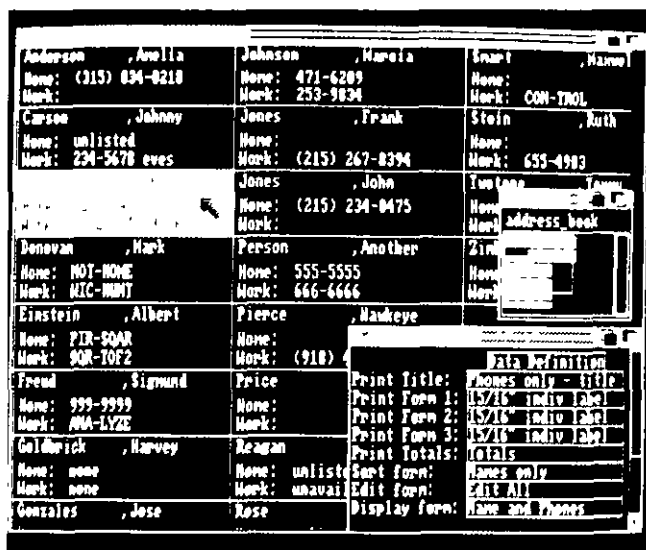 Anderson ,Amelia
Home: (315) 834-0218
Work:
Carson ,Johnny
Home: unlisted
Work: 234-5678 eves
Donovan ,Mark
Home: NOT-HOME
Work: WIC-NUMT
Einstein ,Albert
Home: PIR-SQAR
Work: SQR-TOF2
Freud ,Sigmund
Home: 999-9999
Work: ANA-LYZE
Goldbrick ,Harvey
Home: none
Work: none
Gonzales ,Jose
Johnson ,Marcia
Home: 471-6209
Work: 253-9834
Jones ,Frank
Home:
Work: (215) 267-8394
Jones ,John
Home: (215) 234-8475
Work:
Person ,Another
Home: 555-5555
Work: 666-6666
Pierce ,Hawkeye
Home:
Work: (918)
Price
Home:
Work:
Reagan
Home: unlist
Work: unavai
Rose
Smart ,Maxwel
Home:
Work: CON-TROL
Stein ,Ruth
Home:
Work: 655-4983
address_book
Data Definition
Print Title: Phones only - title
Print Form 1: 15/16" indiv label
Print Form 2: 15/16" indiv label
Print Form 3: 15/16" indiv label
Print Totals: Totals
Sort form: Names only
Edit form: Edit All
Display form: Name and Phones